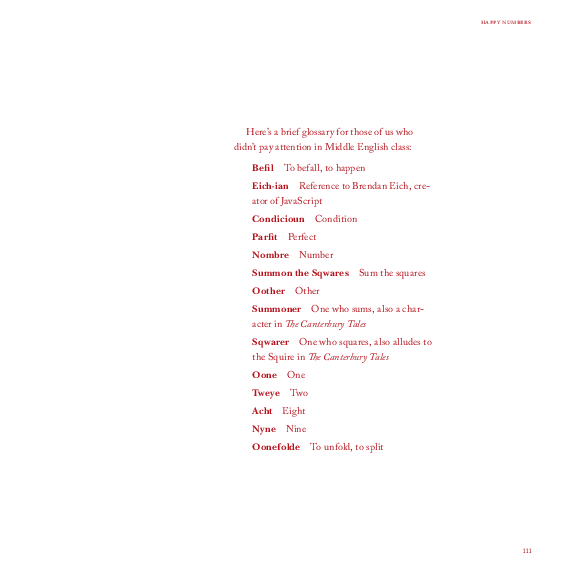 HAPPY NUMBERS
Here's a brief glossary for those of us who
didn't pay attention in Middle English class:
Befil To befall, to happen
Eich-ian Reference to Brendan Eich, cre-
ator of JavaScript
Condicioun Condition
Parfit Perfect
Nombre Number
Summon the Sqwares Sum the squares
Oother Other
Summoner One who sums, also a char-
acter in The Canterbury Tales
Sqwarer One who squares, also alludes to
the Squire in The Canterbury Tales
Oone One
Tweye Two
Acht Eight
Nyne Nine
Oonefolde To unfold, to split
111